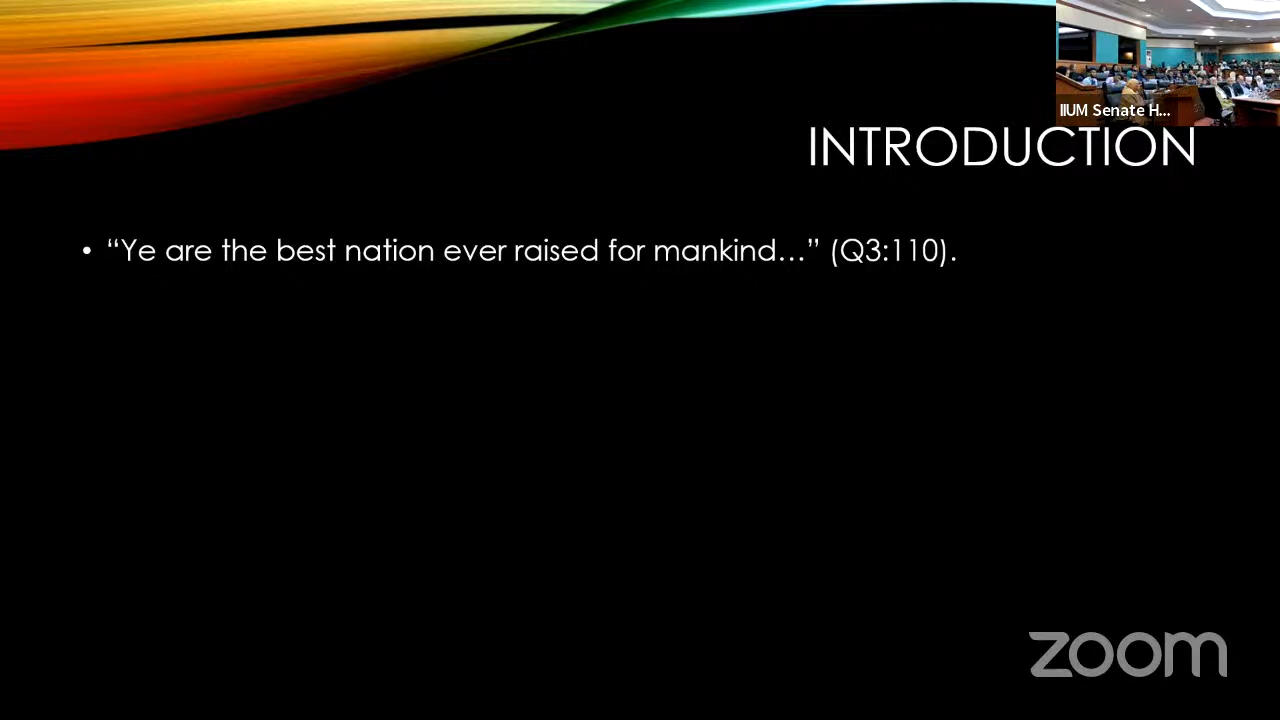 IIUM Senate H...
INTRODUCTION
• “Ye are the best nation ever raised for mankind…” (Q3:110).
zoom